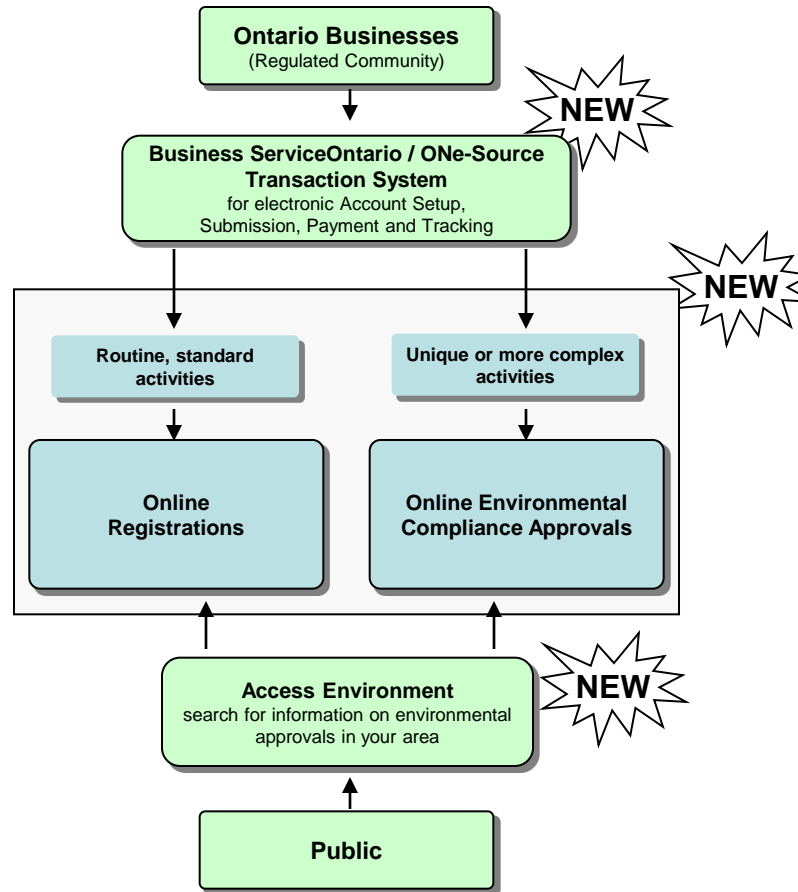 Ontario Businesses
(Regulated Community)
NEW
Business ServiceOntario / ONe-Source
Transaction System
for electronic Account Setup,
Submission, Payment and Tracking
NEW
Routine, standard
activities
Unique or more complex
activities
Online
Registrations
Online Environmental
Compliance Approvals
Access Environment
search for information on environmental
approvals in your area
NEW
Public